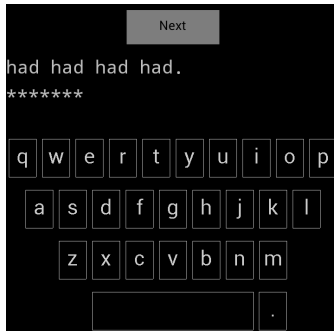 Next
had had had had.
*******
q w e r t y u i o p
a s d f g h j k l
z x c v b n m
.